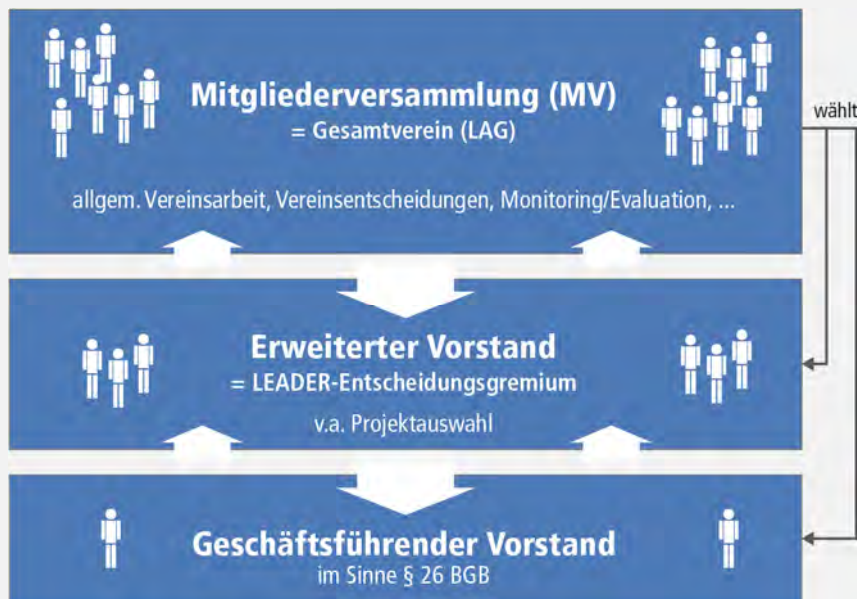 Mitgliederversammlung (MV)
= Gesamtverein (LAG)
wählt
allgem. Vereinsarbeit, Vereinsentscheidungen, Monitoring/Evaluation, ...
Erweiterter Vorstand
= LEADER-Entscheidungsgremium
v.a. Projektauswahl
Geschäftsführender Vorstand
im Sinne § 26 BGB